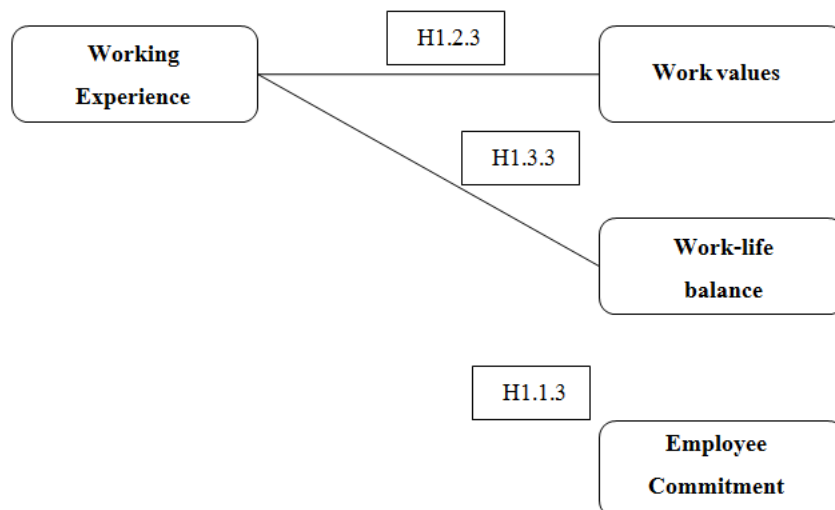 H1.2.3
Working
Experience
Work values
H1.3.3
Work-life
balance
H1.1.3
Employee
Commitment